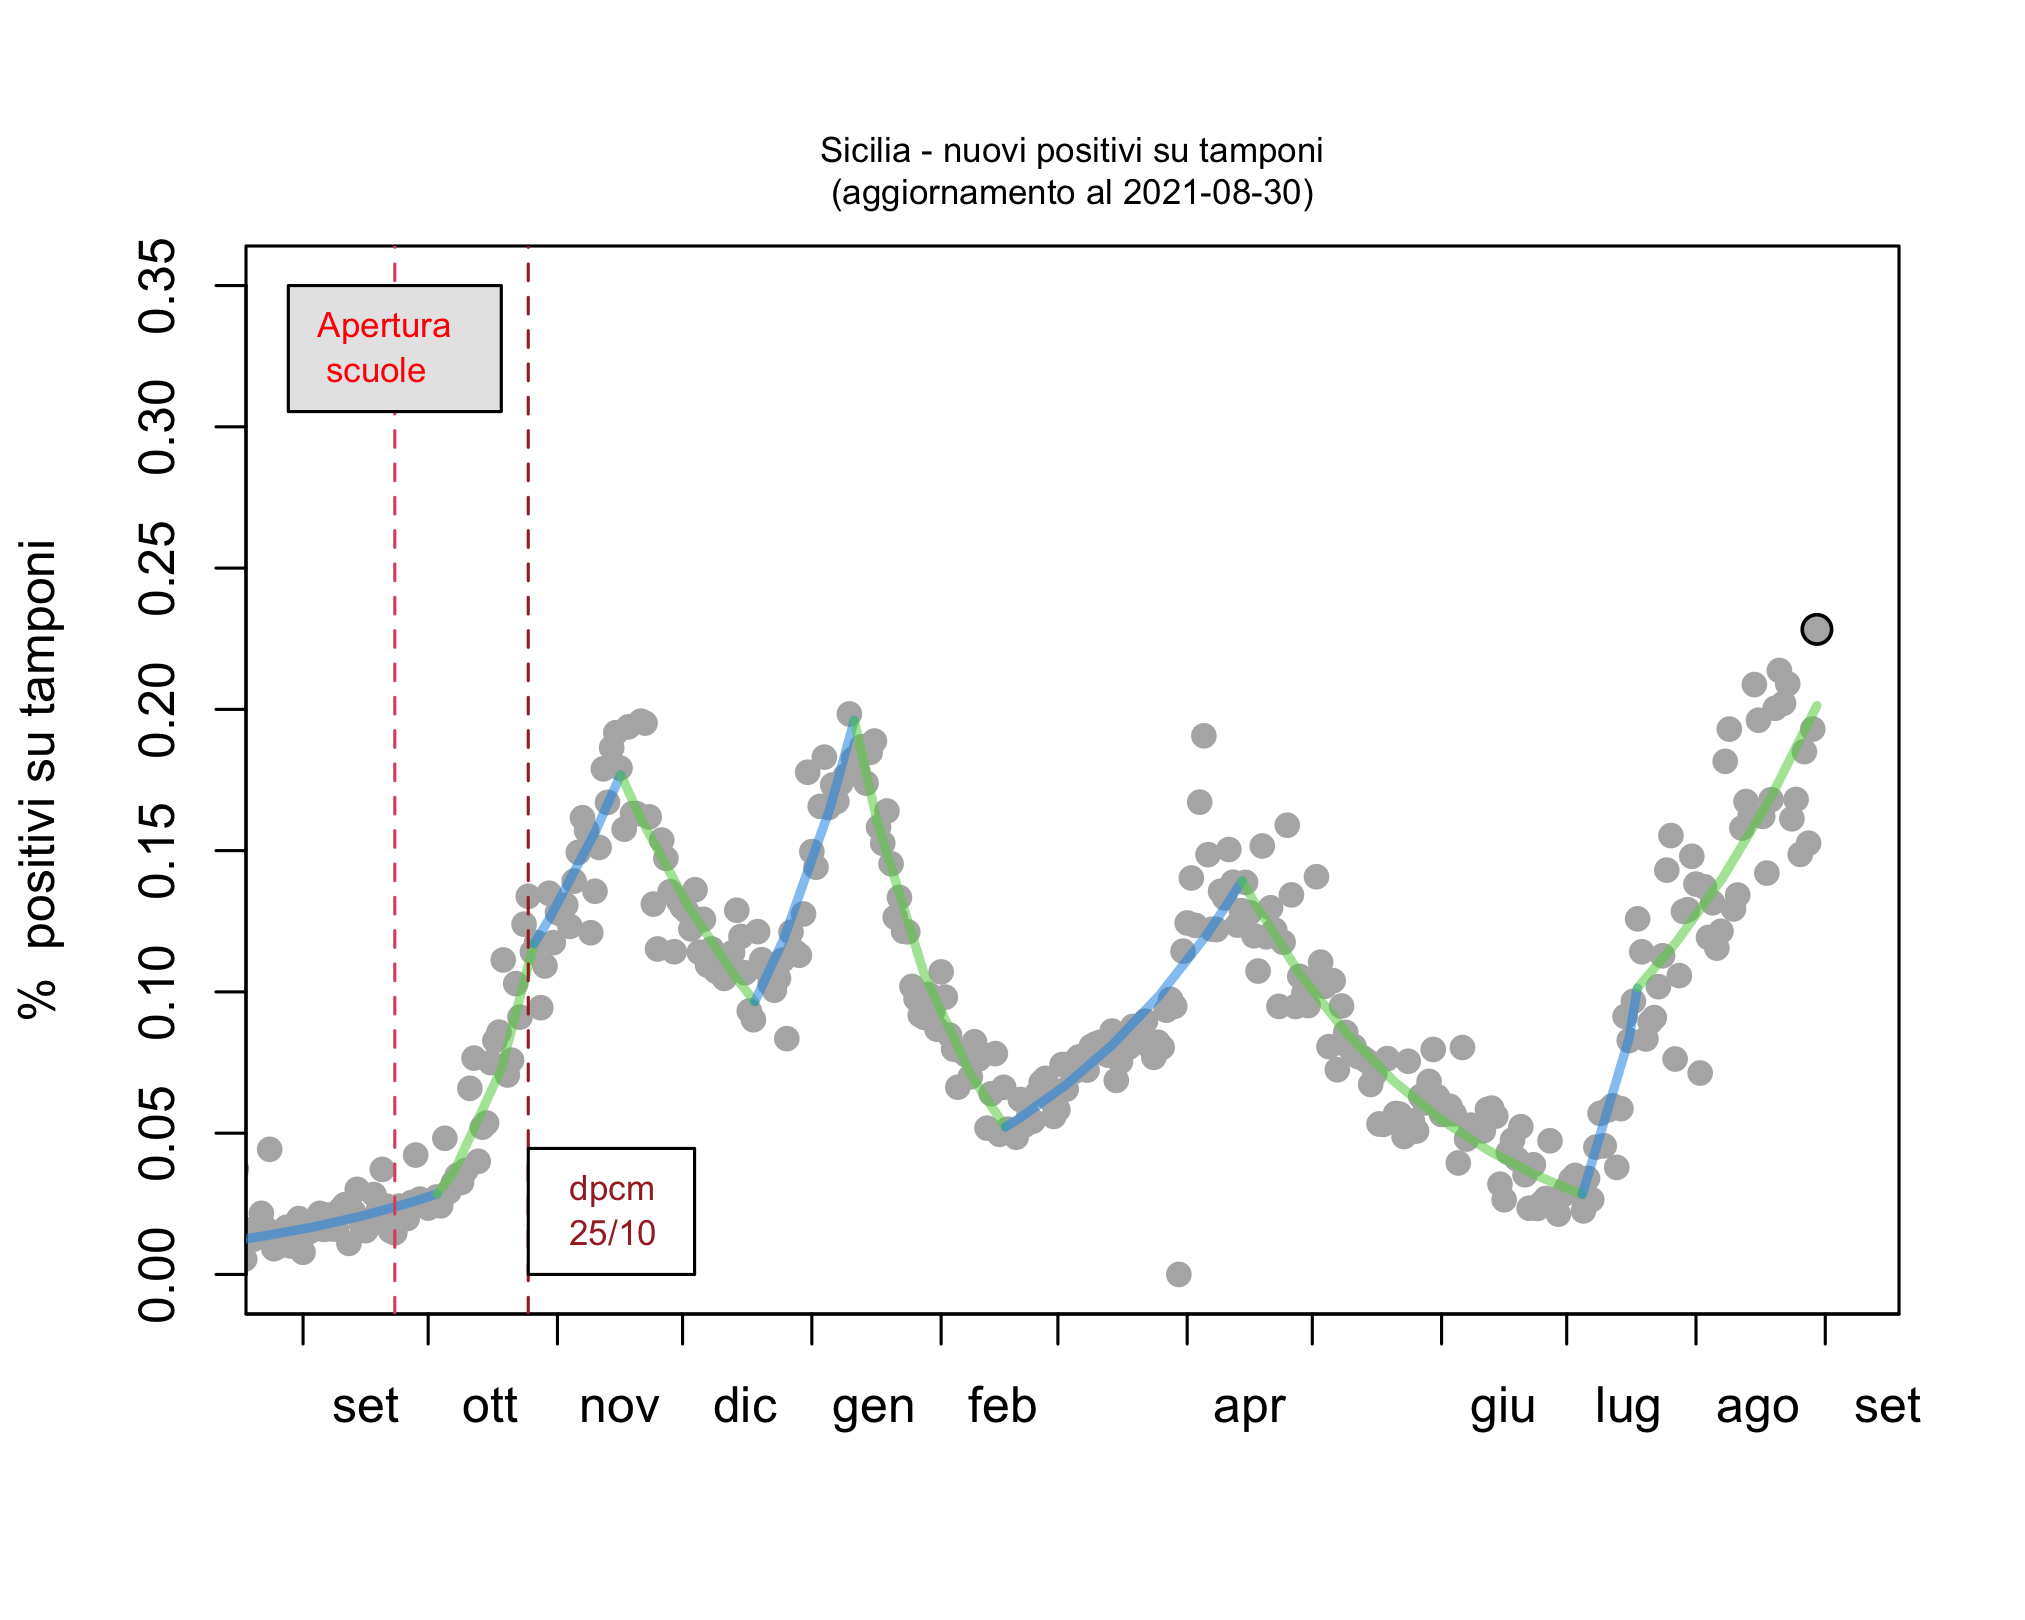 Sicilia - nuovi positivi su tamponi
(aggiornamento al 2021-08-30)
% positivi su tamponi
0.35
0.30
0.25
0.20
0.15
0.10
0.05
0.00
Apertura
scuole
dpcm
25/10
set ott nov dic gen feb apr giu lug ago set